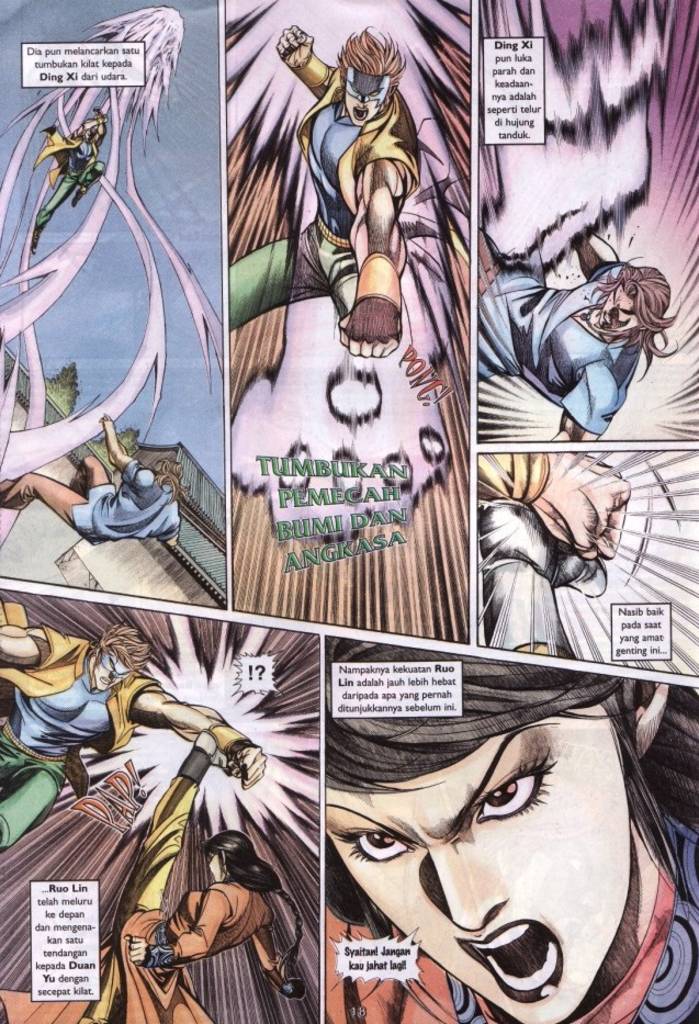 Dia pun melancarkan satu
tumbukan kilat kepada
Ding Xi dari udara.
PONG!
TUMBUKAN
PEMECAH
BUMI DAN
ANGKASA
Ding Xi
pun luka
parah dan
keadaan-
nya adalah
seperti telur
di hujung
tanduk.
Nasib baik
pada saat
yang amat
genting ini...
!?
PAP!
...Ruo Lin
telah meluru
ke depan
dan mengena-
kan satu
tendangan
kepada Duan
Yu dengan
secepat kilat.
Nampaknya kekuatan Ruo
Lin adalah jauh lebih hebat
daripada apa yang pernah
ditunjukkannya sebelum ini.
Syaitan! Jangan
kau jahat lagi!!
18